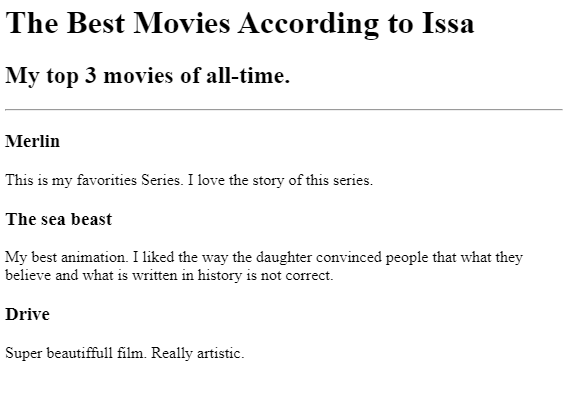 The Best Movies According to Issa
My top 3 movies of all-time.
Merlin
This is my favorities Series. I love the story of this series.
The sea beast
My best animation. I liked the way the daughter convinced people that what they
believe and what is written in history is not correct.
Drive
Super beautiffull film. Really artistic.